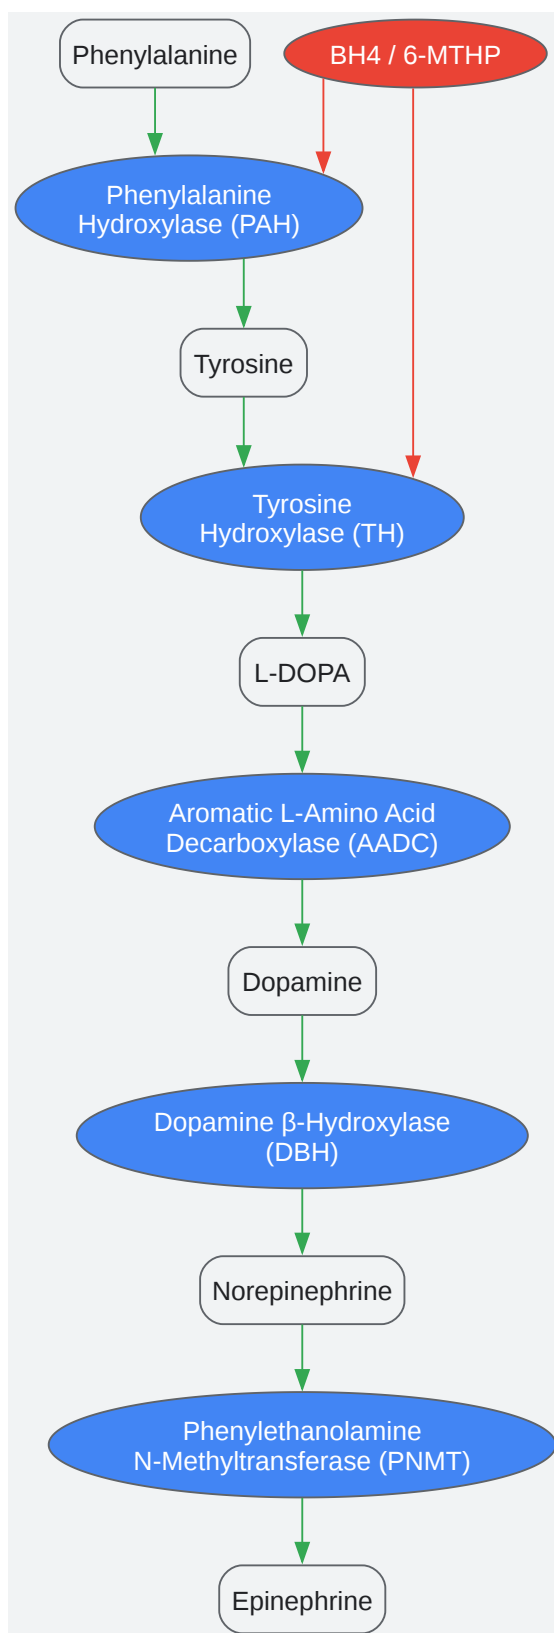 Phenylalanine
BH4 / 6-MTHP
Phenylalanine
Hydroxylase (PAH)
Tyrosine
Tyrosine
Hydroxylase (TH)
L-DOPA
Aromatic L-Amino Acid
Decarboxylase (AADC)
Dopamine
Dopamine β-Hydroxylase
(DBH)
Norepinephrine
Phenylethanolamine
N-Methyltransferase (PNMT)
Epinephrine